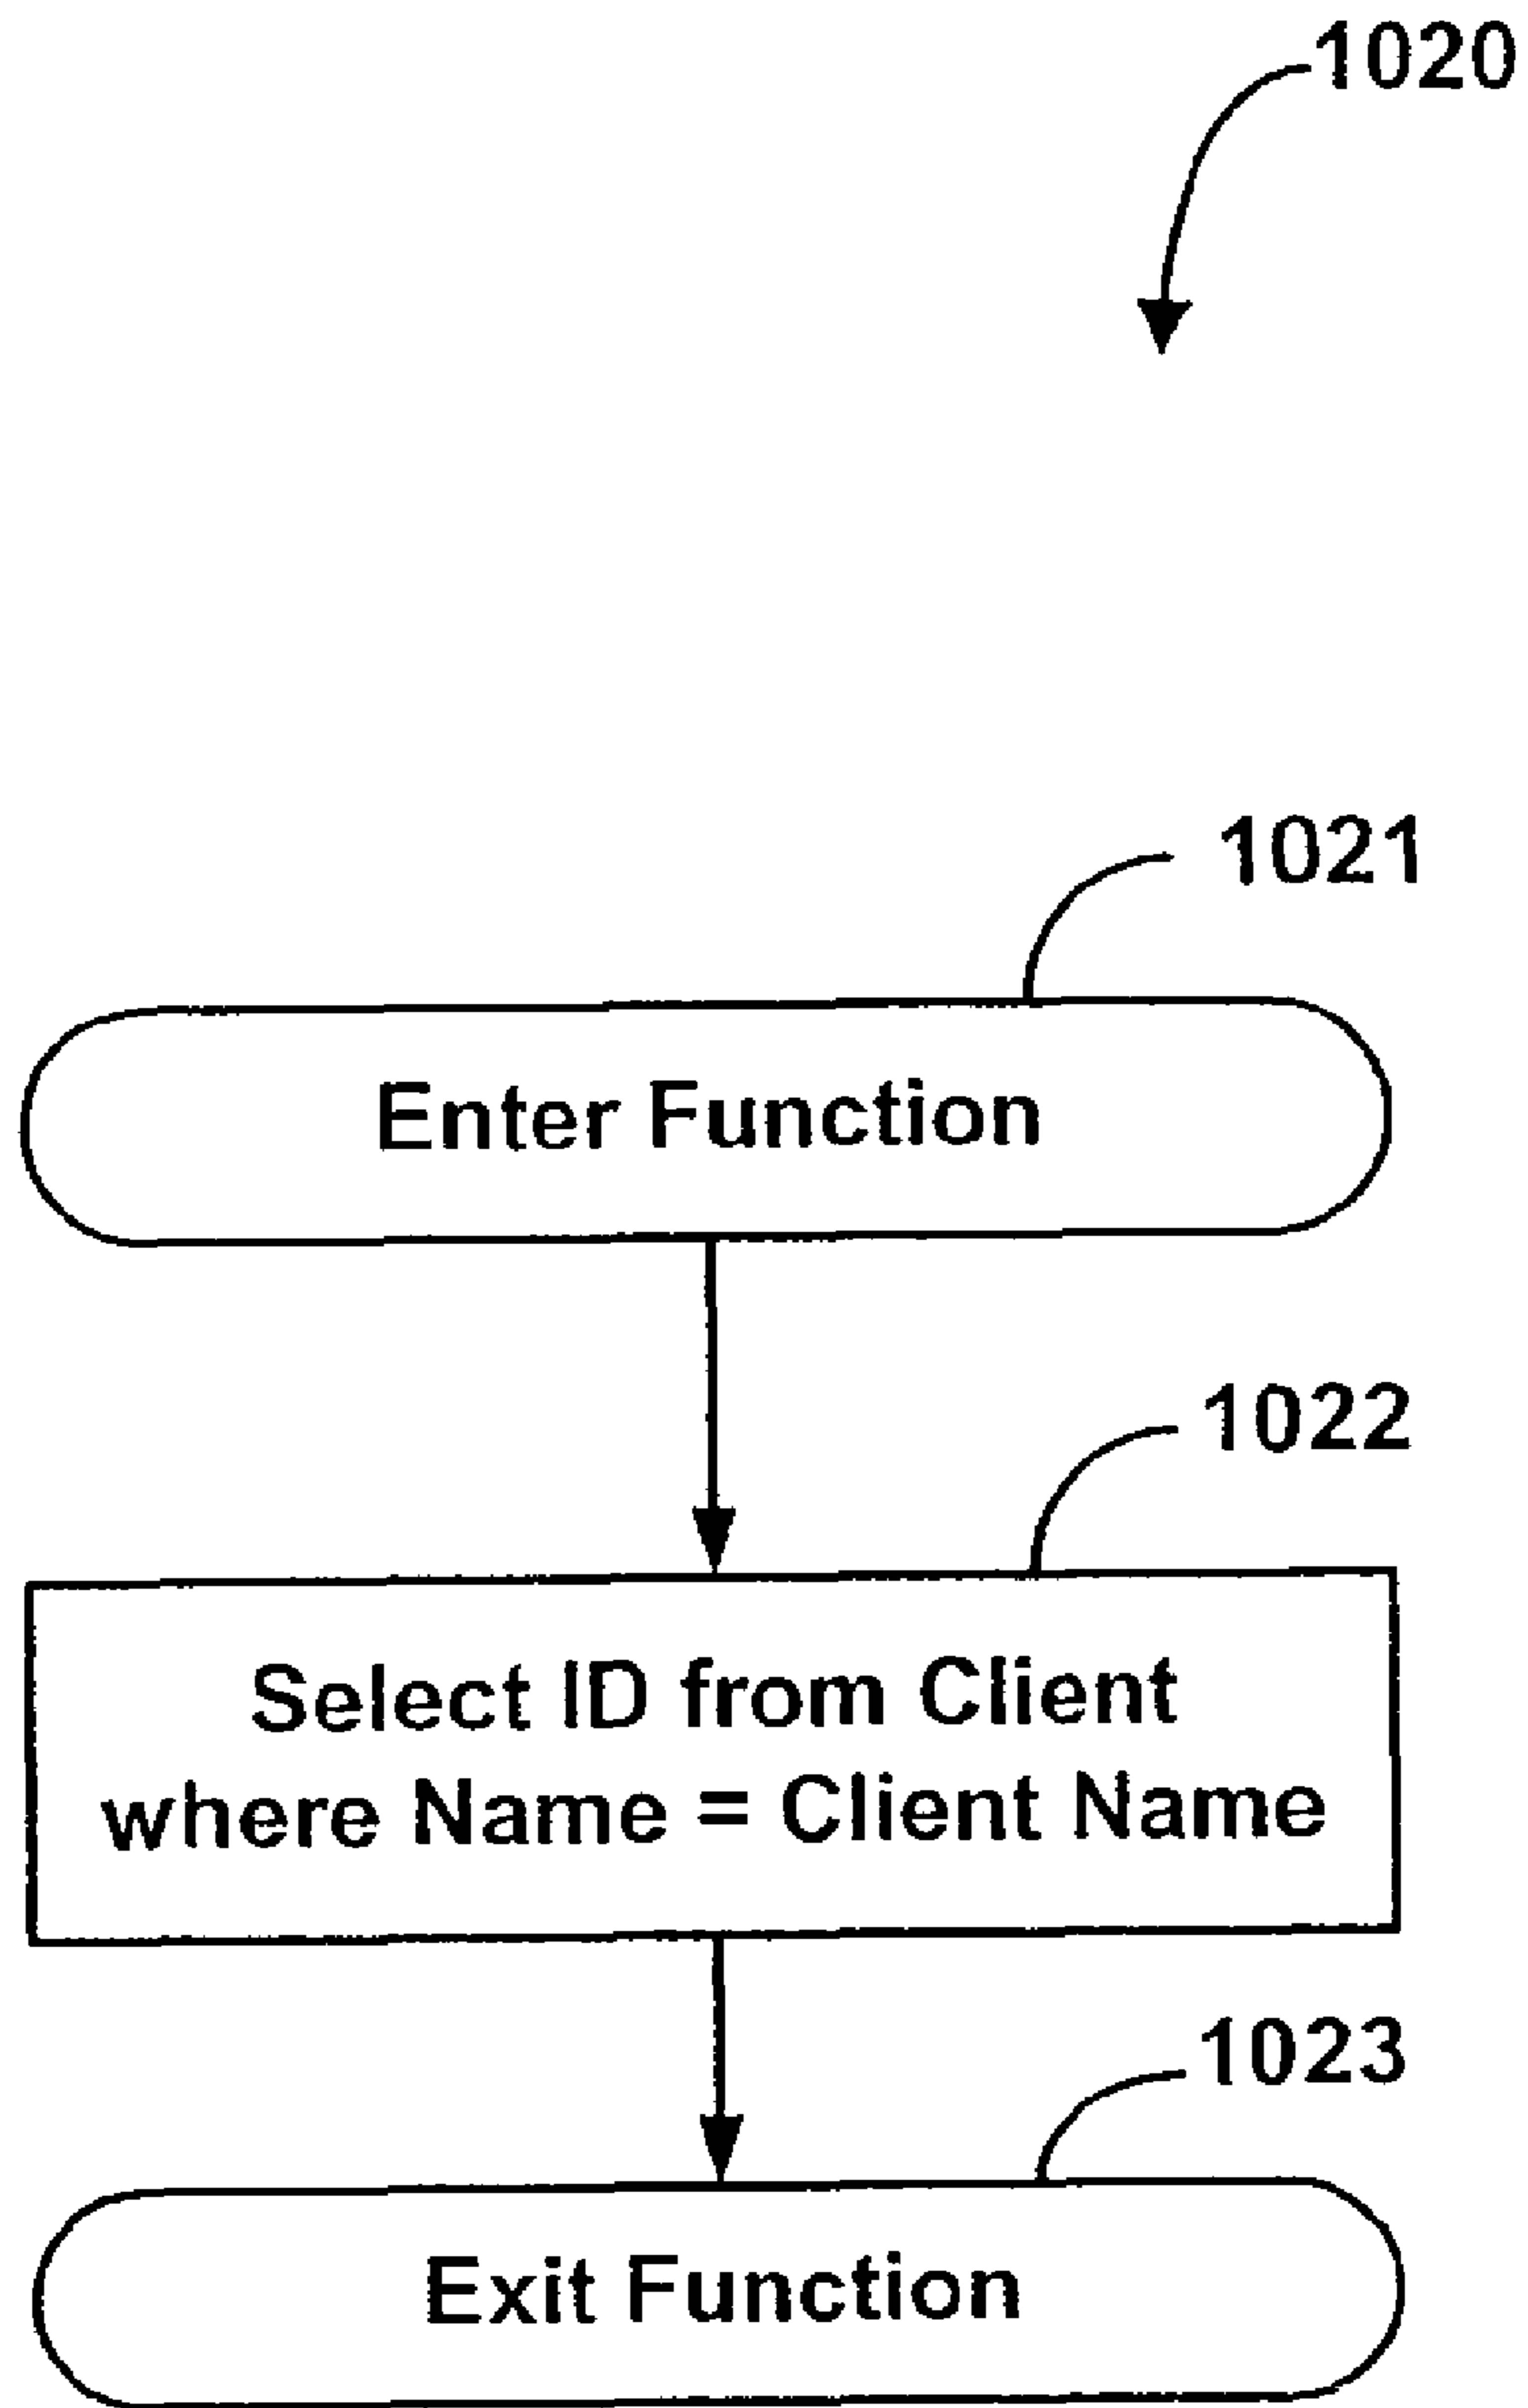 1020
1021
Enter Function
1022
Select ID from Client
where Name = Client Name
1023
Exit Function